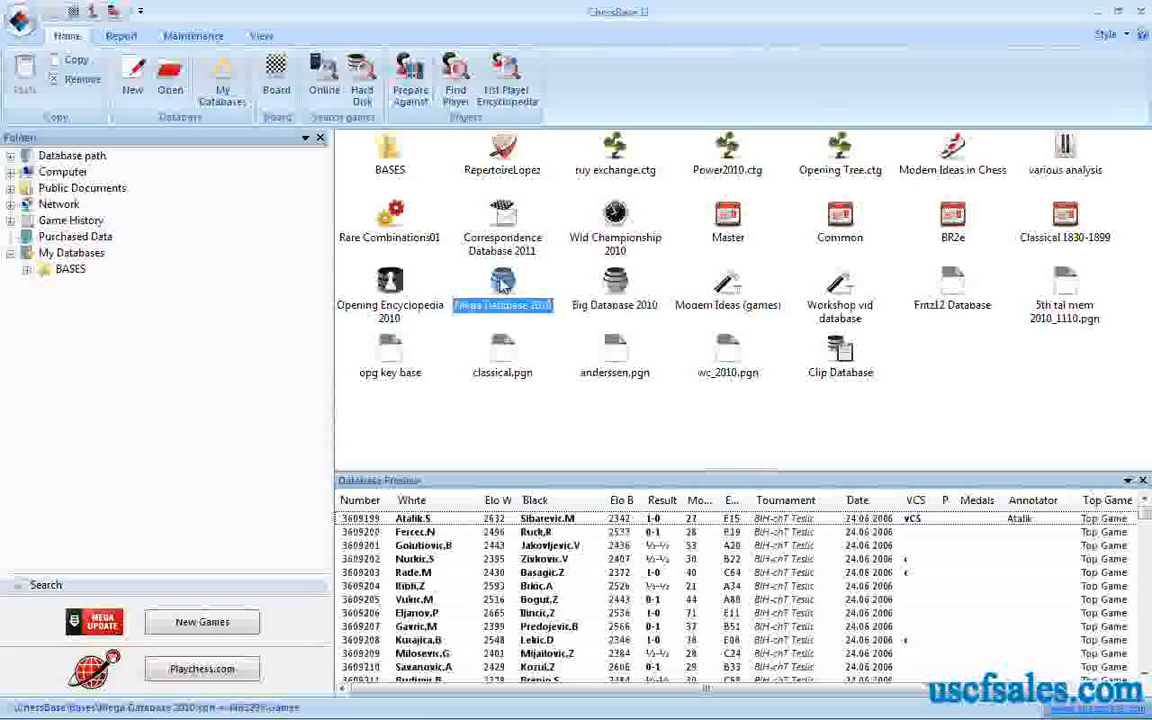 ChessBase 11
Home Report Maintenance View Style
Copy
Remove
New Open My Databases Board Online Hard Disk Prepare Against Find Player List Player Encyclopedia
Copy Database Board Search games Players
Folders
Database path
Computer
Public Documents
Network
Game History
Purchased Data
My Databases
BASES
BASES RepertoireLopez ruy exchange.ctg Power2010.ctg Opening Tree.ctg Modern Ideas in Chess various analysis
Rare Combinations01 Correspondence Database 2011 Wld Championship 2010 Master Common BR2e Classical 1830-1899
Opening Encyclopedia 2010 Mega Database 2010 Big Database 2010 Modern Ideas (games) Workshop vid database Fritz12 Database 5th tal mem 2010_1110.pgn
opg key base classical.pgn anderssen.pgn wc_2010.pgn Clip Database
Database Preview
Number White Elo W Black Elo B Result Mo... E... Tournament Date VCS P Medals Annotator Top Game
3609199 Atalik,S 2632 Sibarevic,M 2342 1-0 27 E15 BIH-chT Teslic 24.06.2006 vCS Atalik Top Game
3609200 Fercec,N 2496 Ruck,R 0-1 28 E19 BIH-chT Teslic 24.06.2006 Top Game
3609201 2443 Jakovljevic,V 2436 ½-½ 53 A20 BIH-chT Teslic 24.06.2006 Top Game
3609202 Nurkic,S 2395 Zivkovic,V 2407 ½-½ 30 B22 BIH-chT Teslic 24.06.2006 c Top Game
3609203 Rade,M 2430 Basagic,Z 2372 1-0 40 C64 BIH-chT Teslic 24.06.2006 c Top Game
3609204 Ribli,Z 2593 Brkic,A 2526 ½-½ 21 A34 BIH-chT Teslic 24.06.2006 Top Game
3609205 Vukic,M 2516 Bogut,Z 2443 0-1 44 A88 BIH-chT Teslic 24.06.2006 Top Game
3609206 Eljanov,P 2665 Ilincic,Z 2536 1-0 71 E11 BIH-chT Teslic 24.06.2006 Top Game
3609207 Gavric,M 2399 Predojevic,B 2566 ½-½ 37 B51 BIH-chT Teslic 24.06.2006 Top Game
3609208 Kurajica,B 2548 Lekic,D 2346 1-0 38 E08 BIH-chT Teslic 24.06.2006 c Top Game
3609209 Milosevic,G 2401 Mijailovic,Z 2384 ½-½ 28 C24 BIH-chT Teslic 24.06.2006 Top Game
3609210 Savanovic,A 2380 Kozul,Z 2606 0-1 25 B33 BIH-chT Teslic 24.06.2006 Top Game
Search
MEGA UPDATE New Games
Playchess.com
uscfsales.com